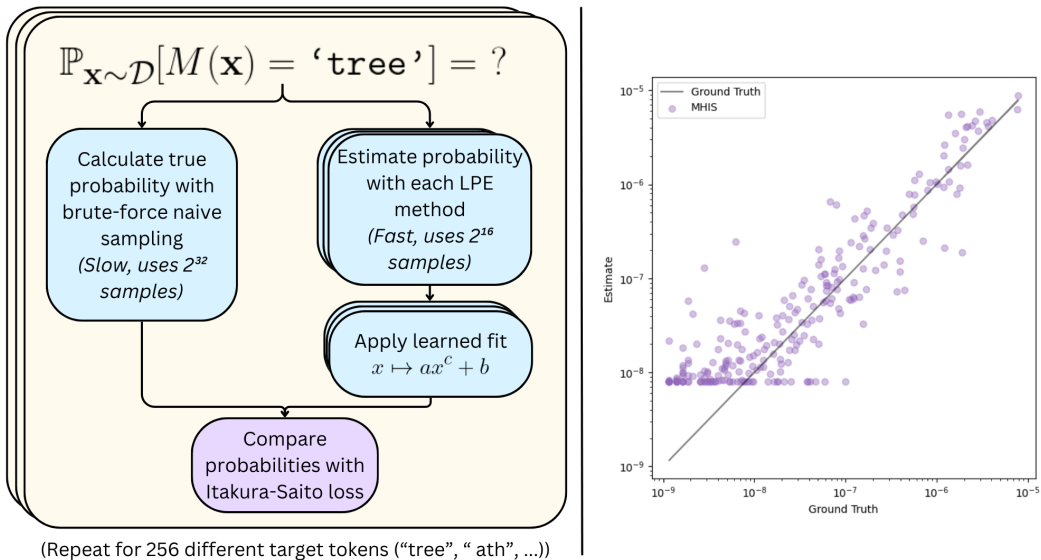 ℙ𝐱∼𝒟[M(𝐱) = ‘tree’] = ?
Calculate true
probability with
brute-force naive
sampling
(Slow, uses 2³²
samples)
Estimate probability
with each LPE
method
(Fast, uses 2¹⁶
samples)
Apply learned fit
x ↦ axᶜ + b
Compare
probabilities with
Itakura-Saito loss
(Repeat for 256 different target tokens (“tree”, “ ath”, ...))
Ground Truth
MHIS
Estimate
10⁻⁵
10⁻⁶
10⁻⁷
10⁻⁸
10⁻⁹
10⁻⁹ 10⁻⁸ 10⁻⁷ 10⁻⁶ 10⁻⁵
Ground Truth